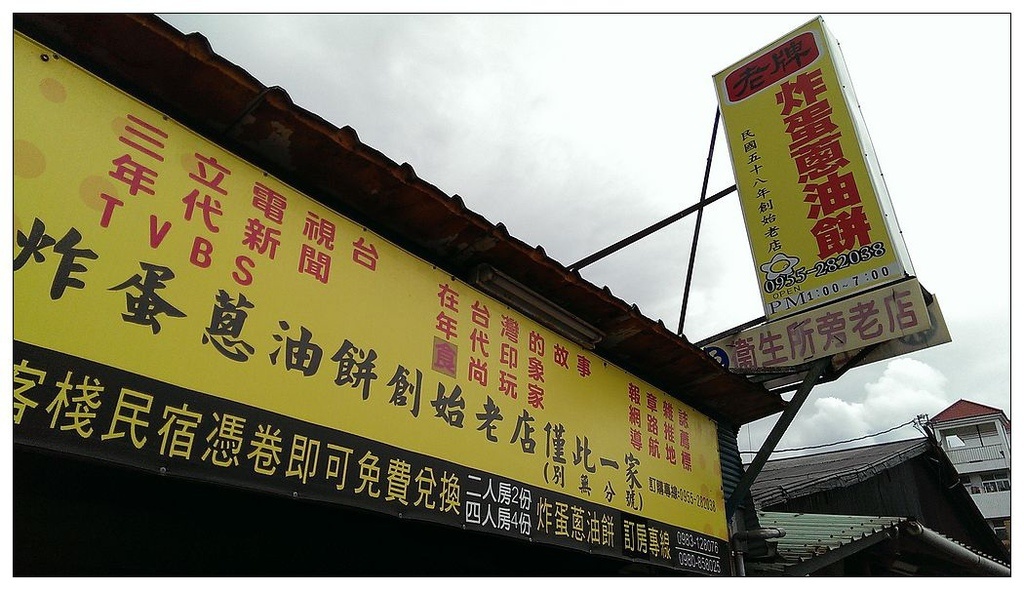 三立電視台
年代新聞
TVBS
在台灣的故事
年代印象家
食尚玩家
報章雜誌
網路推薦
導航地標
炸蛋蔥油餅創始老店僅此一家
(別無分號)
訂購專線:0955-282038
客棧民宿憑卷即可免費兌換
二人房2份
四人房4份
炸蛋蔥油餅
訂房專線
0983-128076
0980-658025
老牌
炸蛋蔥油餅
民國五十八年創始老店
0955-282038
OPEN
PM1:00~7:00
衛生所旁老店